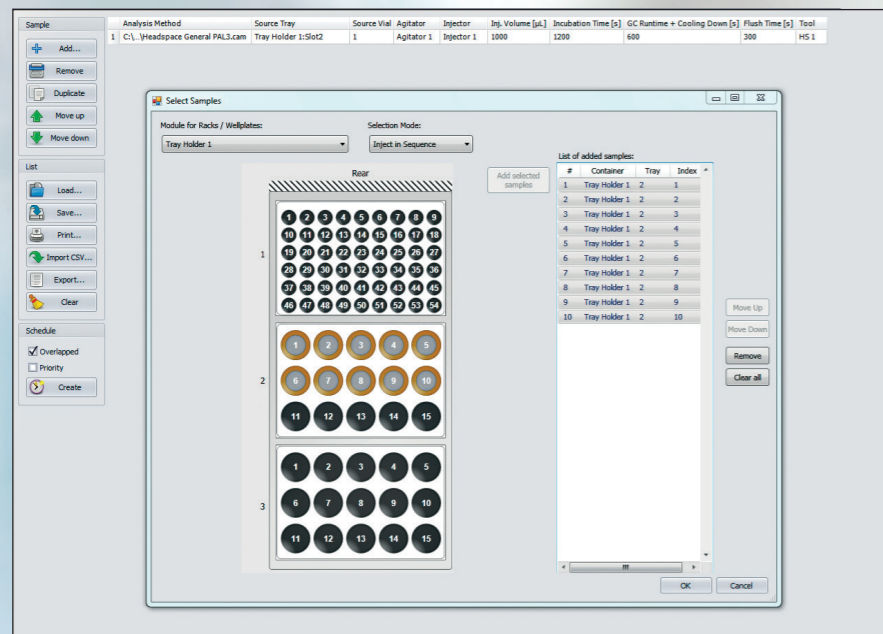 Sample
Add...
Remove
Duplicate
Move up
Move down
List
Load...
Save...
Print...
Import CSV...
Export...
Clear
Schedule
Overlapped
Priority
Create
Analysis Method Source Tray Source Vial Agitator Injector Inj. Volume [µL] Incubation Time [s] GC Runtime + Cooling Down [s] Flush Time [s] Tool
1 C:\...\Headspace General PAL3.cam Tray Holder 1:Slot2 1 Agitator 1 Injector 1 1000 1200 600 300 HS 1
Select Samples
Module for Racks / Wellplates:
Tray Holder 1
Selection Mode:
Inject in Sequence
Rear
1
1 2 3 4 5 6 7 8 9
10 11 12 13 14 15 16 17 18
19 20 21 22 23 24 25 26 27
28 29 30 31 32 33 34 35 36
37 38 39 40 41 42 43 44 45
46 47 48 49 50 51 52 53 54
2
1 2 3 4 5
6 7 8 9 10
11 12 13 14 15
3
1 2 3 4 5
6 7 8 9 10
11 12 13 14 15
Add selected
samples
List of added samples:
# Container Tray Index
1 Tray Holder 1 2 1
2 Tray Holder 1 2 2
3 Tray Holder 1 2 3
4 Tray Holder 1 2 4
5 Tray Holder 1 2 5
6 Tray Holder 1 2 6
7 Tray Holder 1 2 7
8 Tray Holder 1 2 8
9 Tray Holder 1 2 9
10 Tray Holder 1 2 10
Move Up
Move Down
Remove
Clear all
OK
Cancel